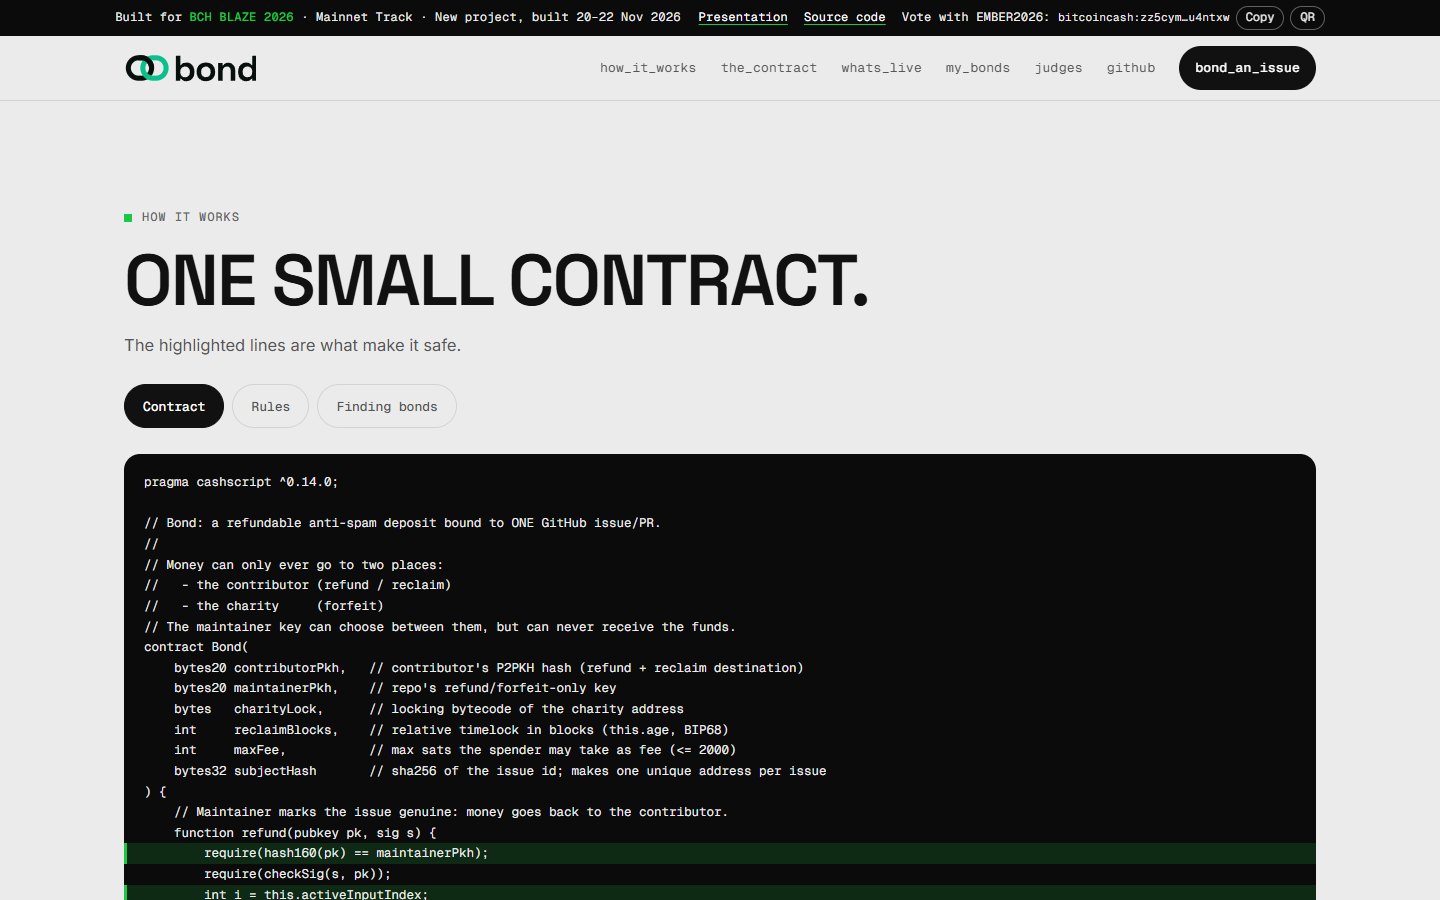 Built for BCH BLAZE 2026 · Mainnet Track · New project, built 20–22 Nov 2026 Presentation Source code Vote with EMBER2026: bitcoincash:zz5cym…u4ntxw Copy QR
bond how_it_works the_contract whats_live my_bonds judges github bond_an_issue
HOW IT WORKS
ONE SMALL CONTRACT.
The highlighted lines are what make it safe.
Contract Rules Finding bonds
pragma cashscript ^0.14.0;
// Bond: a refundable anti-spam deposit bound to ONE GitHub issue/PR.
//
// Money can only ever go to two places:
//   - the contributor (refund / reclaim)
//   - the charity     (forfeit)
// The maintainer key can choose between them, but can never receive the funds.
contract Bond(
    bytes20 contributorPkh,   // contributor's P2PKH hash (refund + reclaim destination)
    bytes20 maintainerPkh,    // repo's refund/forfeit-only key
    bytes   charityLock,      // locking bytecode of the charity address
    int     reclaimBlocks,    // relative timelock in blocks (this.age, BIP68)
    int     maxFee,           // max sats the spender may take as fee (<= 2000)
    bytes32 subjectHash       // sha256 of the issue id; makes one unique address per issue
) {
    // Maintainer marks the issue genuine: money goes back to the contributor.
    function refund(pubkey pk, sig s) {
        require(hash160(pk) == maintainerPkh);
        require(checkSig(s, pk));
        int i = this.activeInputIndex;